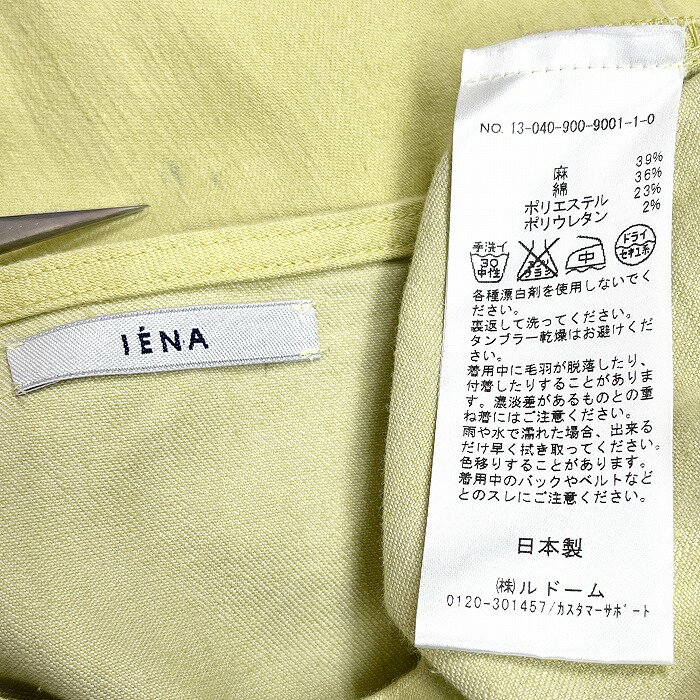 IÉNA
NO. 13-040-900-9001-1-0
39%
麻 36%
綿 23%
ポリエステル 2%
ポリウレタン
手洗イ
30
中性
エンソ
サラシ
中
ドライ
セキユ系
各種漂白剤を使用しないでく
ださい。
裏返して洗ってください。
タンブラー乾燥はお避けくだ
さい。
着用中に毛羽が脱落したり、
付着したりすることがありま
す。濃淡差があるものとの重
ね着にはご注意ください。
雨や水で濡れた場合、出来る
だけ早く拭き取ってください。
色移りすることがあります。
着用中のバックやベルトなど
とのスレにご注意ください。
日本製
(株)ルドーム
0120-301457/カスタマーサポート